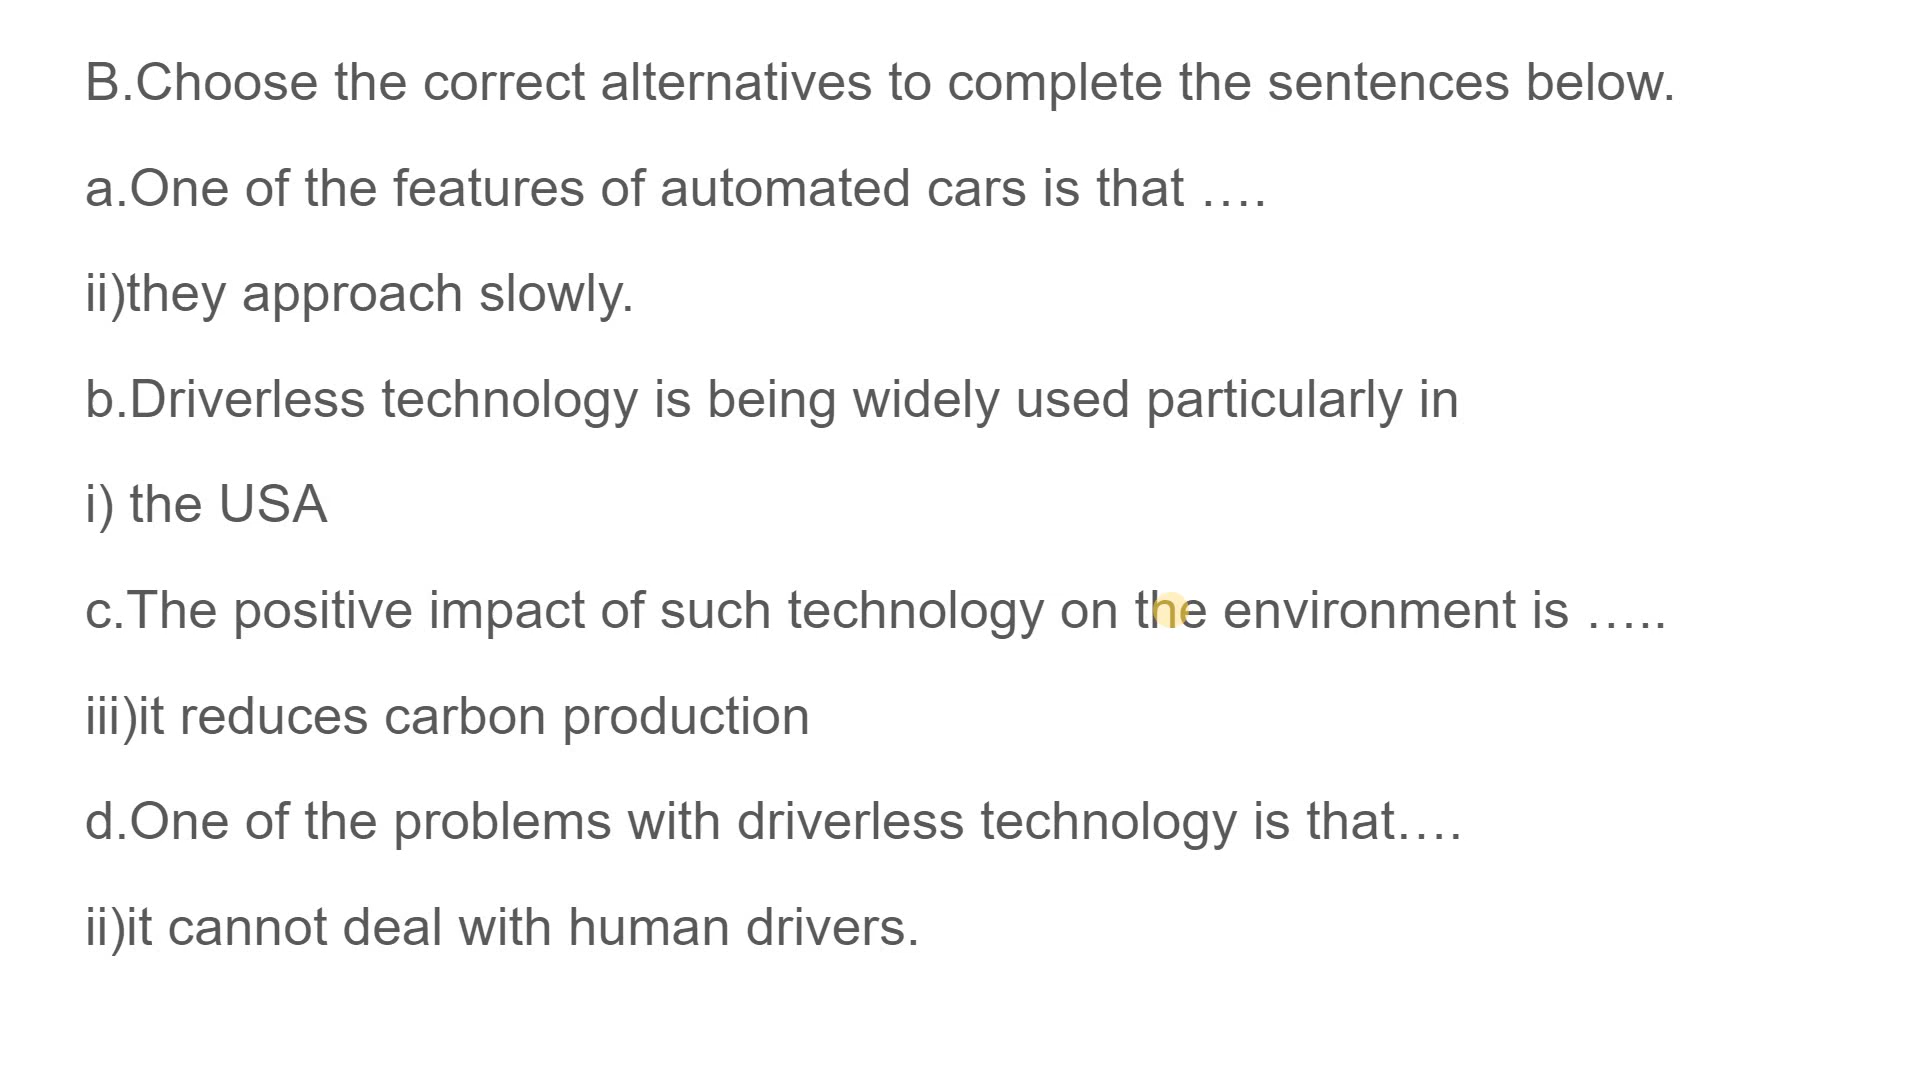 B.Choose the correct alternatives to complete the sentences below.
a.One of the features of automated cars is that ….
ii)they approach slowly.
b.Driverless technology is being widely used particularly in
i) the USA
c.The positive impact of such technology on the environment is …..
iii)it reduces carbon production
d.One of the problems with driverless technology is that….
ii)it cannot deal with human drivers.